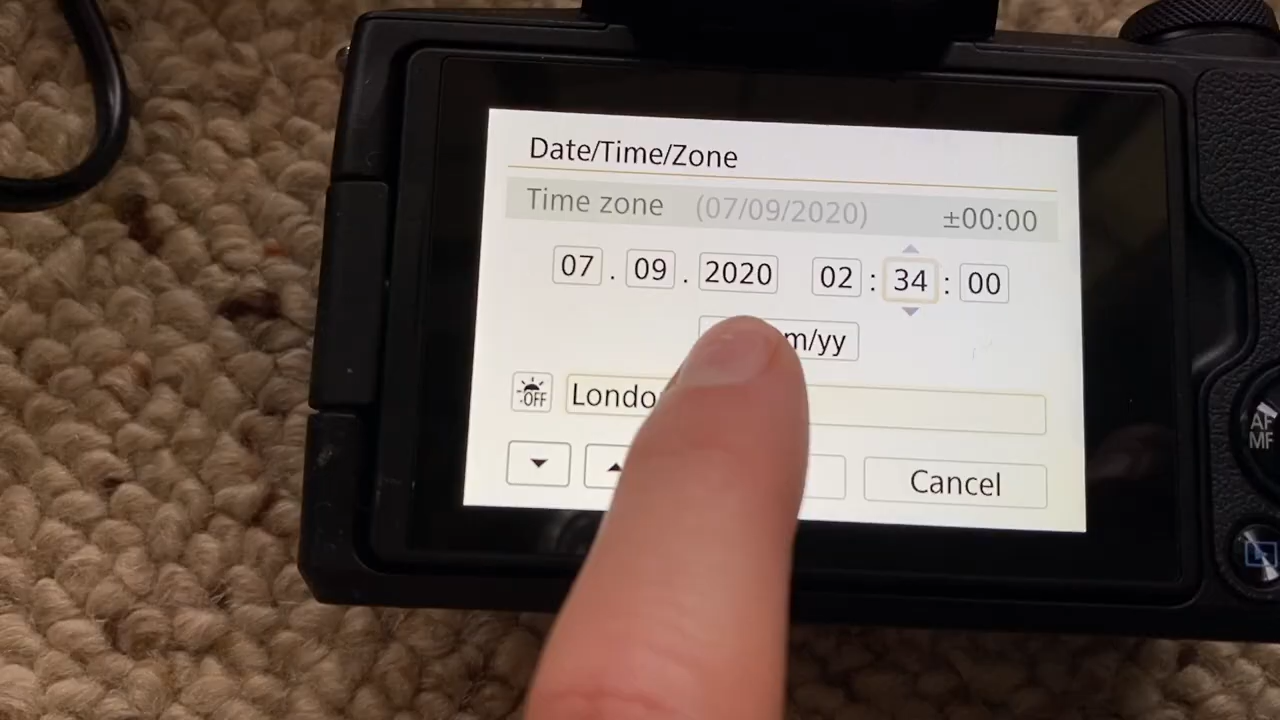 Date/Time/Zone
Time zone (07/09/2020) ±00:00
07 . 09 . 2020 02 : 34 : 00
m/yy
OFF Londo
Cancel
AF
MF